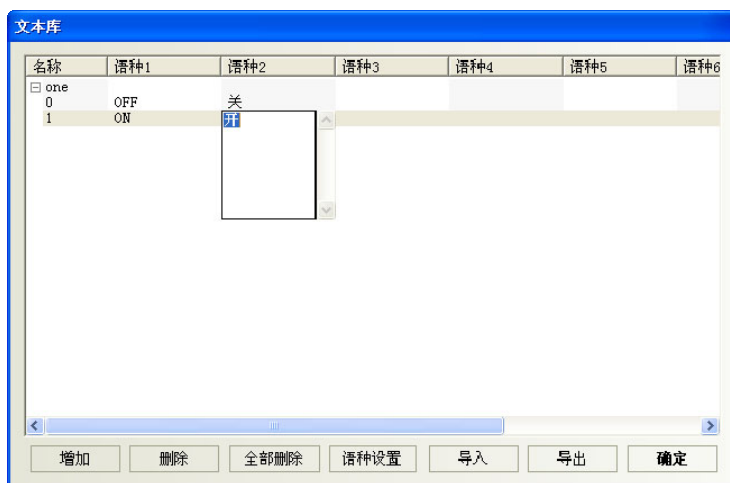 文本库
名称 语种1 语种2 语种3 语种4 语种5 语种6
one
0 OFF 关
1 ON 开
增加 删除 全部删除 语种设置 导入 导出 确定